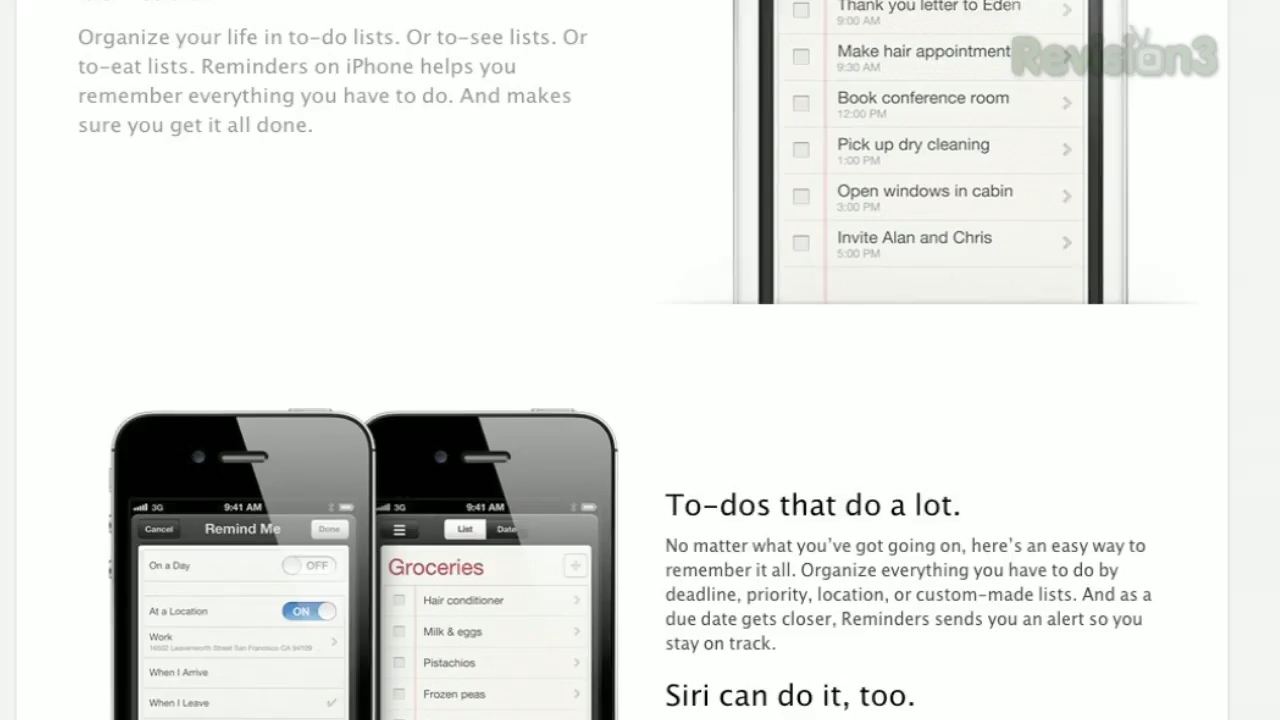 Organize your life in to-do lists. Or to-see lists. Or
to-eat lists. Reminders on iPhone helps you
remember everything you have to do. And makes
sure you get it all done.
Thank you letter to Eden
9:00 AM
Make hair appointment
9:30 AM
Book conference room
12:00 PM
Pick up dry cleaning
1:00 PM
Open windows in cabin
3:00 PM
Invite Alan and Chris
5:00 PM
Revision3
3G 9:41 AM
Cancel Remind Me Done
On a Day OFF
At a Location ON
Work
Street San Francisco CA
When I Arrive
When I Leave
3G 9:41 AM
List Date
Groceries
Hair conditioner
Milk & eggs
Pistachios
Frozen peas
To-dos that do a lot.
No matter what you've got going on, here's an easy way to
remember it all. Organize everything you have to do by
deadline, priority, location, or custom-made lists. And as a
due date gets closer, Reminders sends you an alert so you
stay on track.
Siri can do it, too.